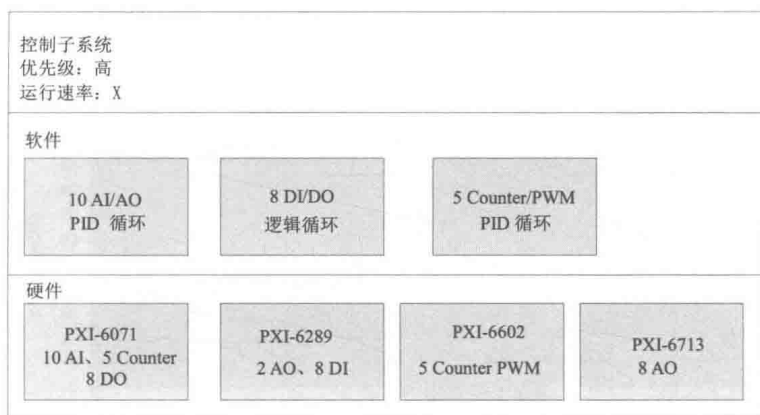 控制子系统
优先级：高
运行速率：X
软件
10 AI/AO
PID 循环
8 DI/DO
逻辑循环
5 Counter/PWM
PID 循环
硬件
PXI-6071
10 AI、5 Counter
8 DO
PXI-6289
2 AO、8 DI
PXI-6602
5 Counter PWM
PXI-6713
8 AO